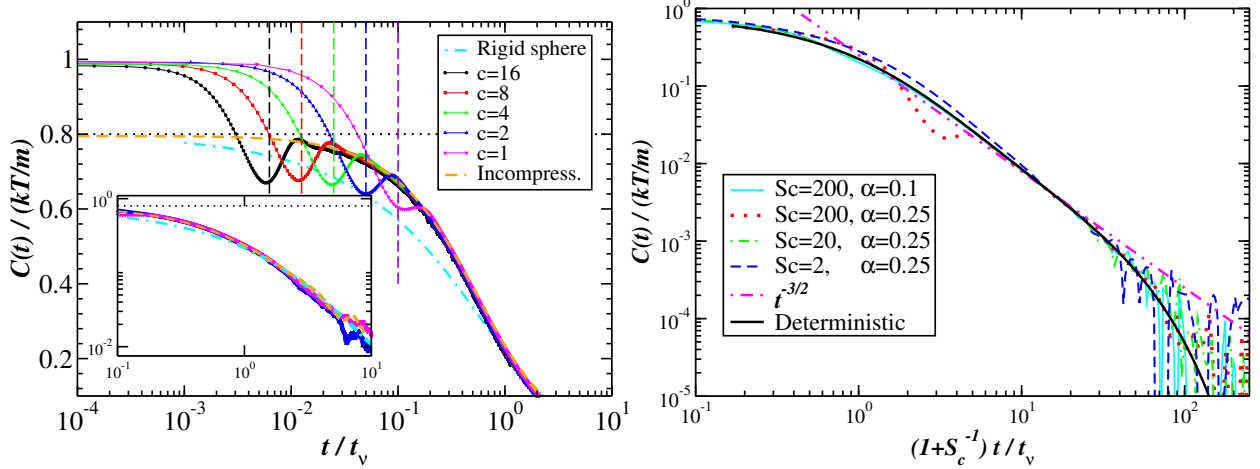 C(t) / (kT/m)
1
0.8
0.6
0.4
0.2
Rigid sphere
c=16
c=8
c=4
c=2
c=1
Incompress.
10^0
10^-2
10^-1
10^0
10^1
10^-4
10^-3
10^-2
10^-1
10^0
10^1
t / t_ν
C(t) / (kT/m)
10^0
10^-1
10^-2
10^-3
10^-4
10^-5
Sc=200, α=0.1
Sc=200, α=0.25
Sc=20, α=0.25
Sc=2, α=0.25
t^-3/2
Deterministic
10^-1
10^0
10^1
10^2
(1+S_c^-1) t / t_ν